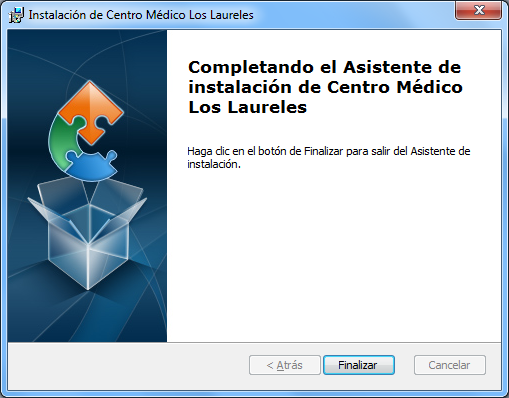 Instalación de Centro Médico Los Laureles
Completando el Asistente de
instalación de Centro Médico
Los Laureles
Haga clic en el botón de Finalizar para salir del Asistente de
instalación.
< Atrás
Finalizar
Cancelar